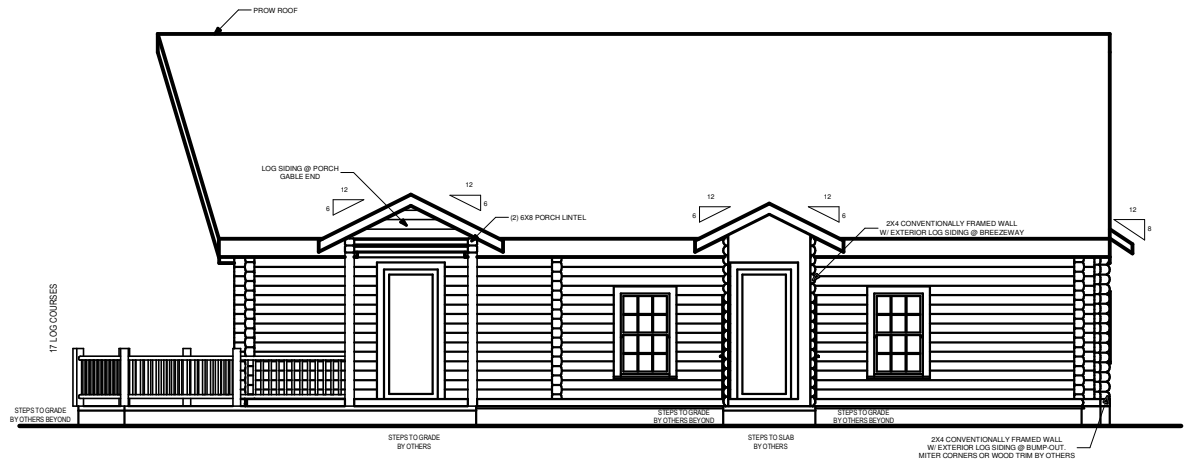 PROW ROOF
LOG SIDING @ PORCH
GABLE END
12
6
12
6
(2) 6X8 PORCH LINTEL
12
6
12
6
2X4 CONVENTIONALLY FRAMED WALL
W/ EXTERIOR LOG SIDING @ BREEZEWAY
12
8
17 LOG COURSES
STEPS TO GRADE
BY OTHERS BEYOND
STEPS TO GRADE
BY OTHERS
STEPS TO GRADE
BY OTHERS BEYOND
STEPS TO SLAB
BY OTHERS
STEPS TO GRADE
BY OTHERS BEYOND
2X4 CONVENTIONALLY FRAMED WALL
W/ EXTERIOR LOG SIDING @ BUMP-OUT.
MITER CORNERS OR WOOD TRIM BY OTHERS